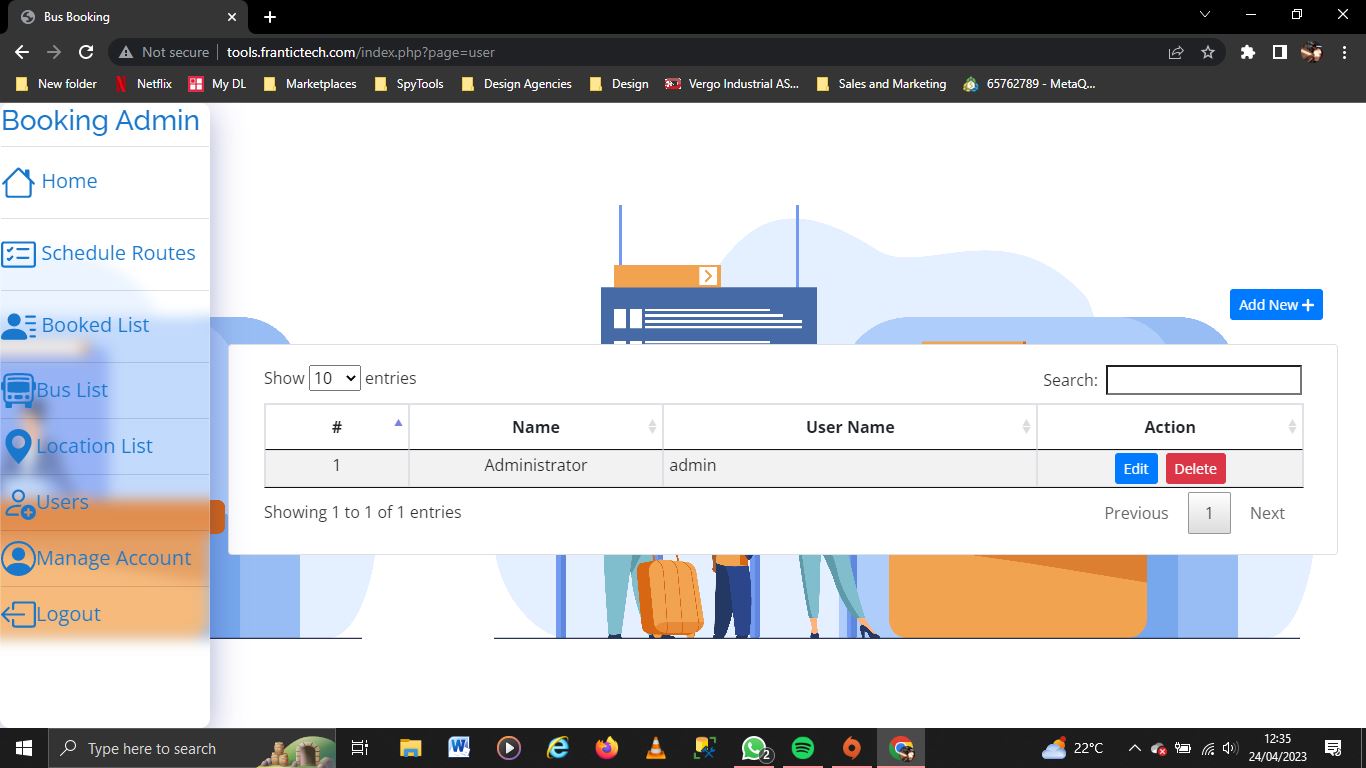 Bus Booking
Not secure tools.frantictech.com/index.php?page=user
New folder Netflix My DL Marketplaces SpyTools Design Agencies Design Vergo Industrial AS... Sales and Marketing 65762789 - MetaQ...
Booking Admin
Home
Schedule Routes
Booked List
Bus List
Location List
Users
Manage Account
Logout
Add New
Show 10 entries
Search:
# Name User Name Action
1 Administrator admin Edit Delete
Showing 1 to 1 of 1 entries
Previous 1 Next
Type here to search
2
22°C
12:35
24/04/2023